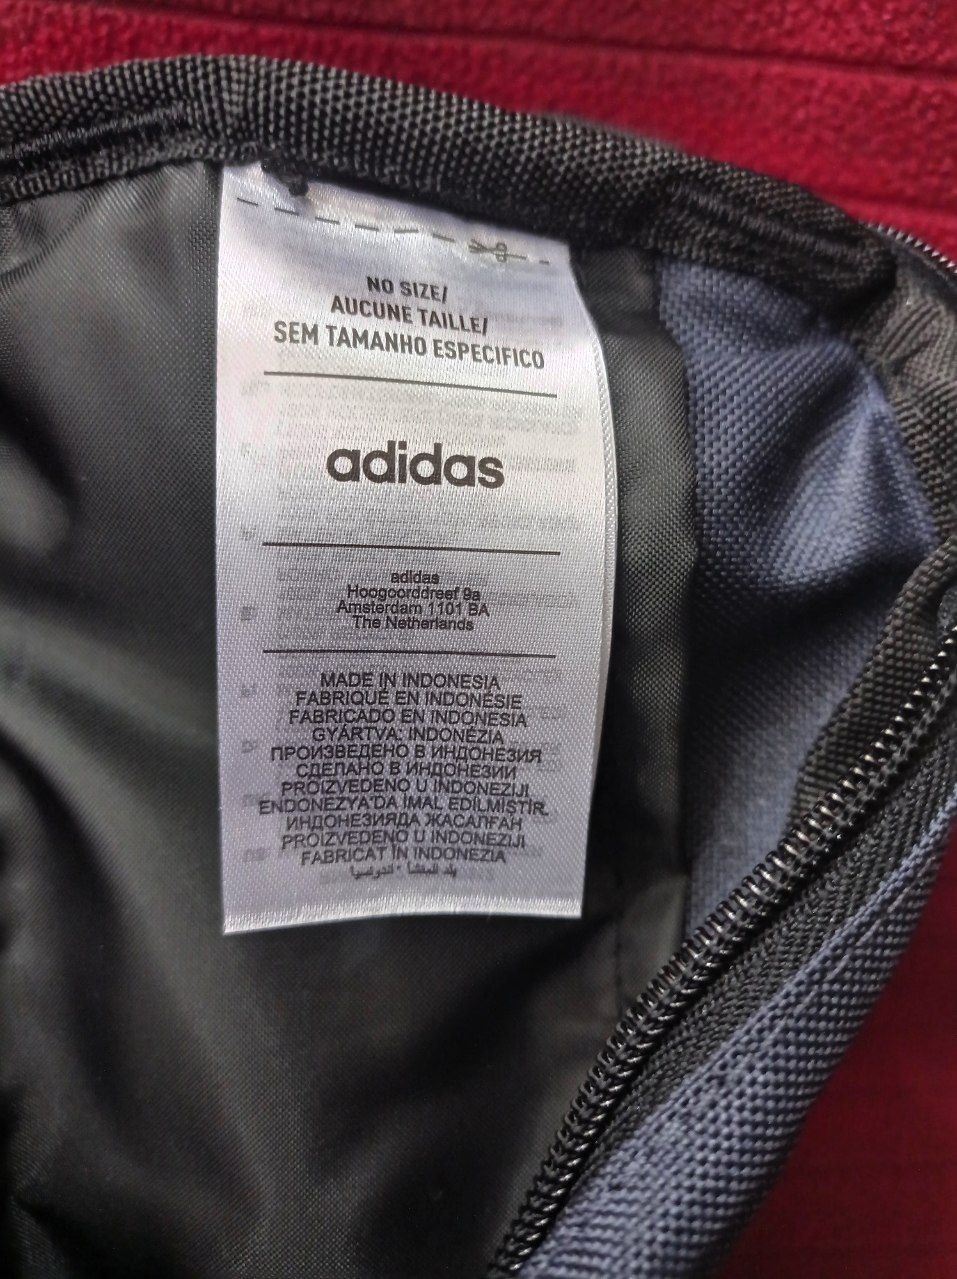 NO SIZE/
AUCUNE TAILLE/
SEM TAMANHO ESPECIFICO
adidas
adidas
Hoogoorddreef 9a
Amsterdam 1101 BA
The Netherlands
MADE IN INDONESIA
FABRIQUÉ EN INDONÉSIE
FABRICADO EN INDONESIA
GYÁRTVA: INDONÉZIA
ПРОИЗВЕДЕНО В ИНДОНЕЗИЯ
СДЕЛАНО В ИНДОНЕЗИИ
PROIZVEDENO U INDONEZIJI
ENDONEZYA'DA İMAL EDİLMİSTİR.
ИНДОНЕЗИЯДА ЖАСАЛҒАН
PROIZVEDENO U INDONEZIJI
FABRICAT ÎN INDONEZIA